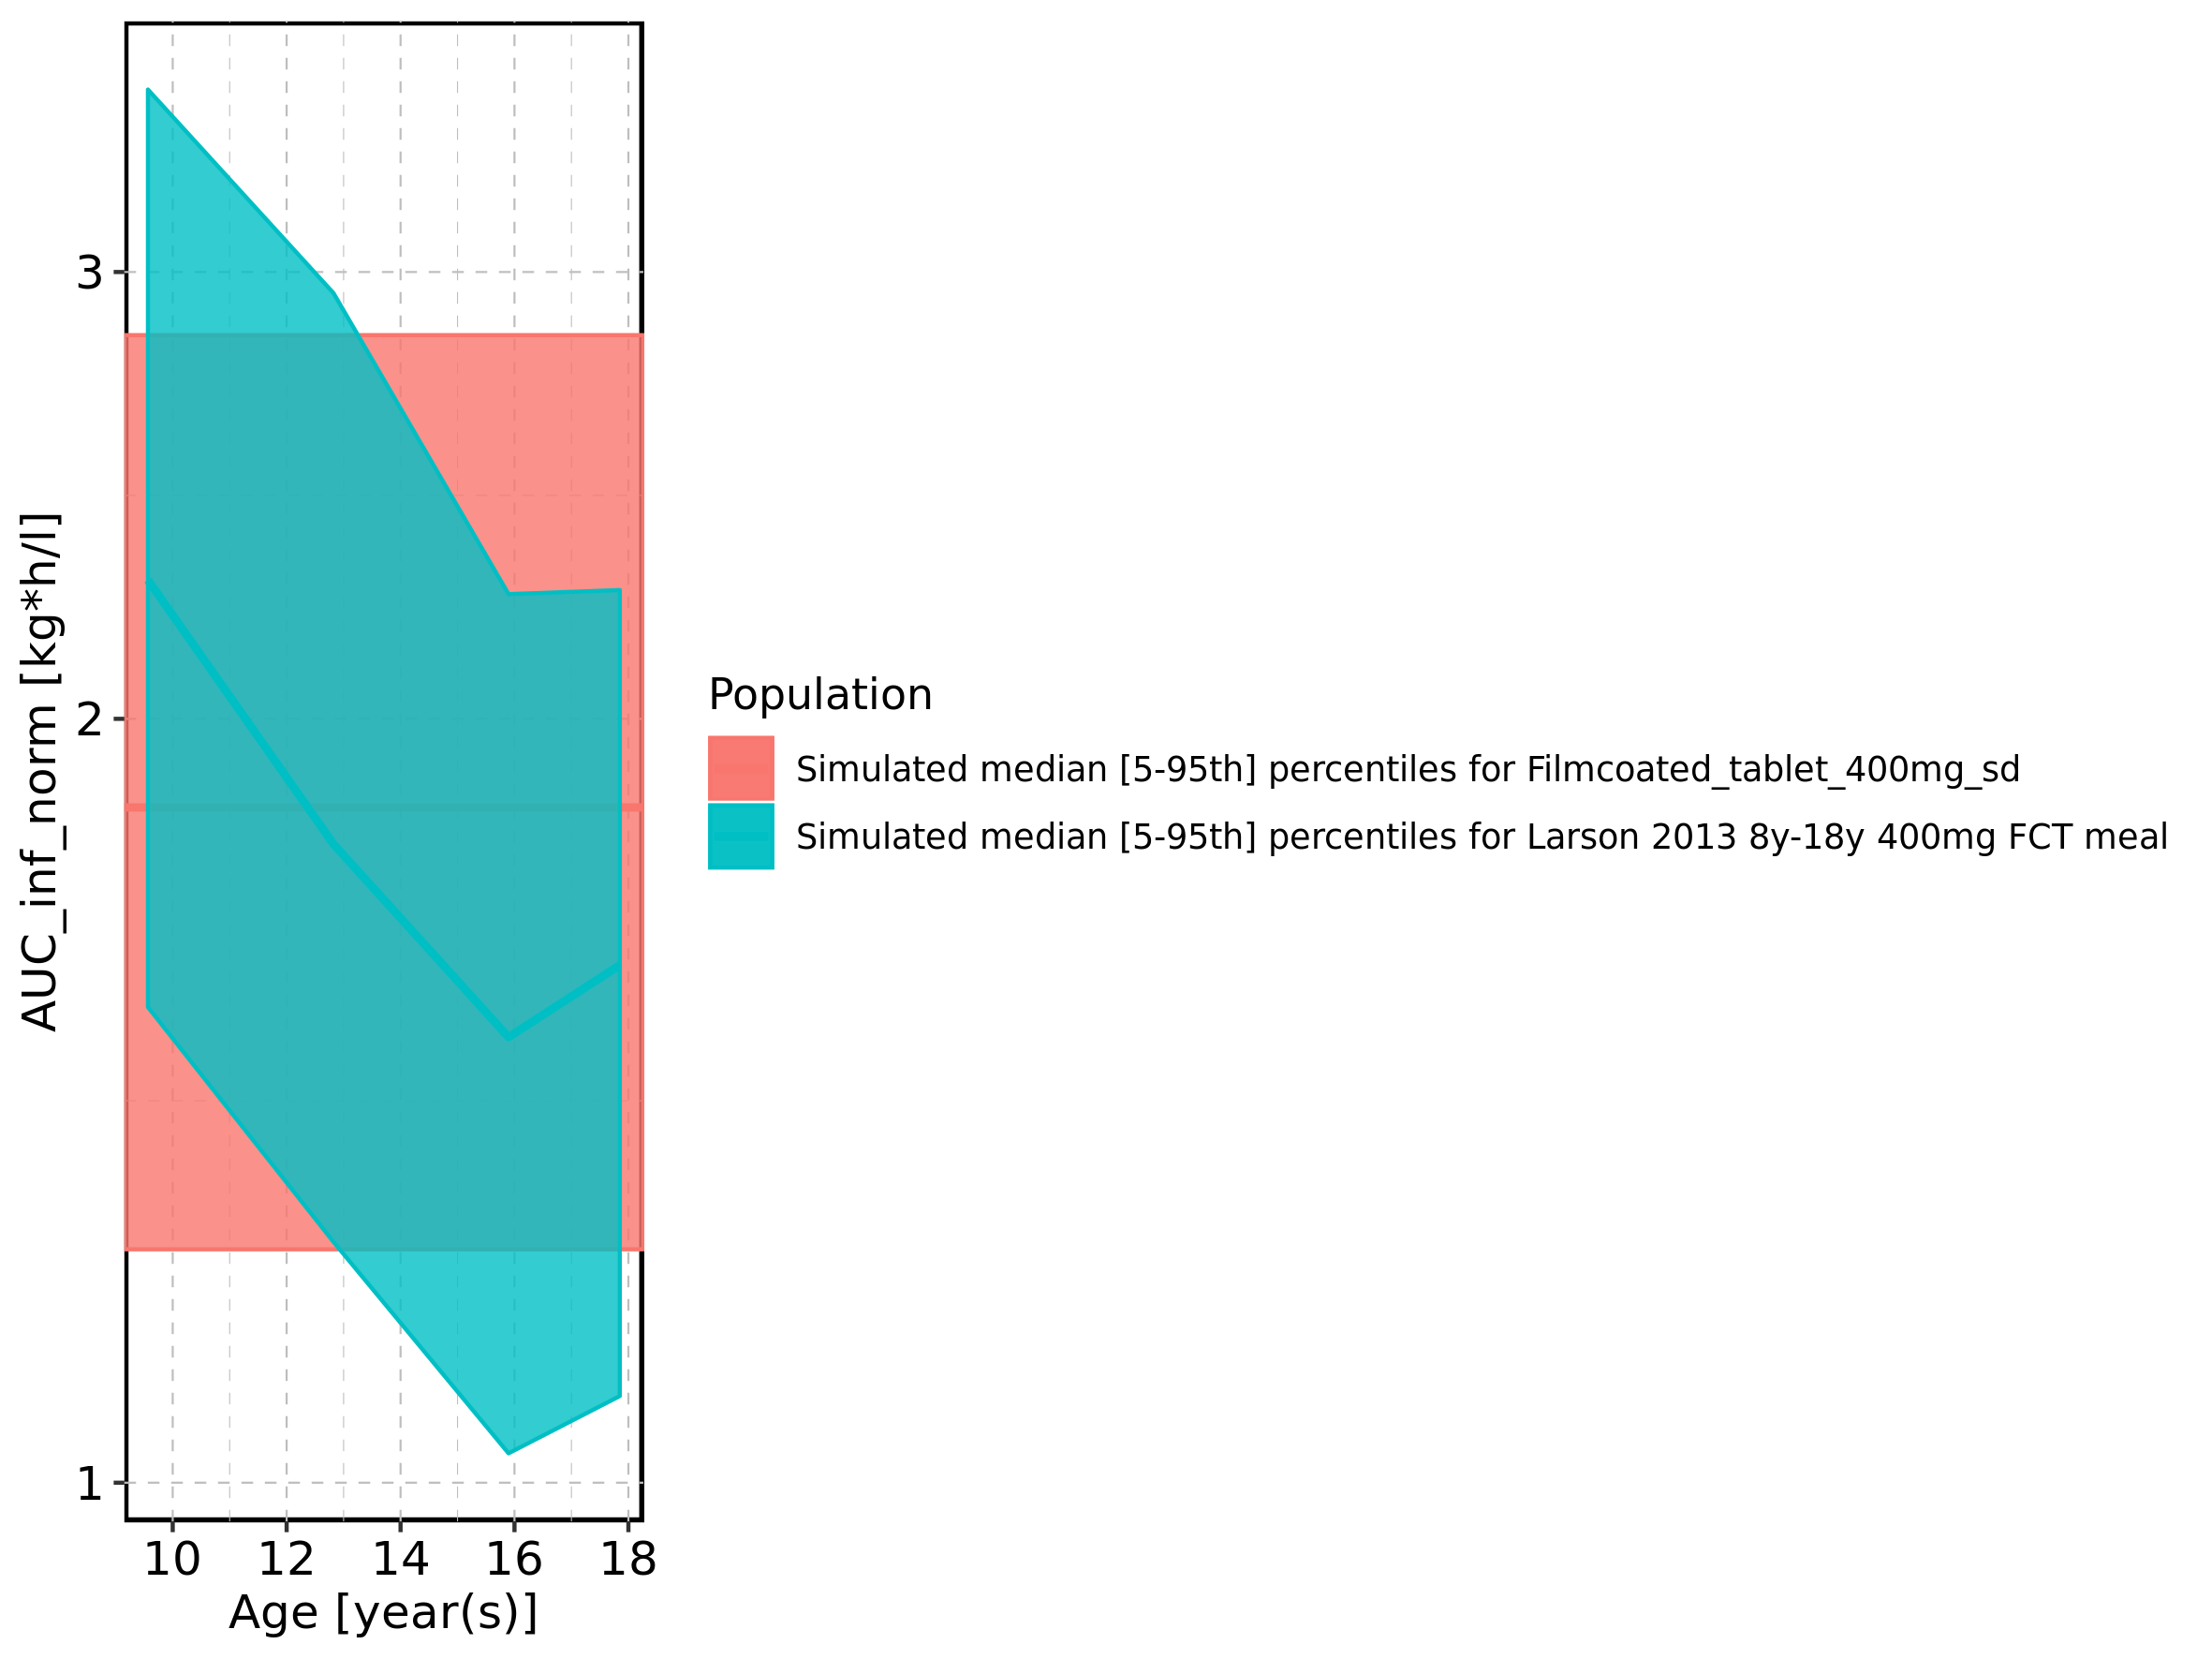 AUC_inf_norm [kg*h/l]
3
2
1
10 12 14 16 18
Age [year(s)]
Population
Simulated median [5-95th] percentiles for Filmcoated_tablet_400mg_sd
Simulated median [5-95th] percentiles for Larson 2013 8y-18y 400mg FCT meal